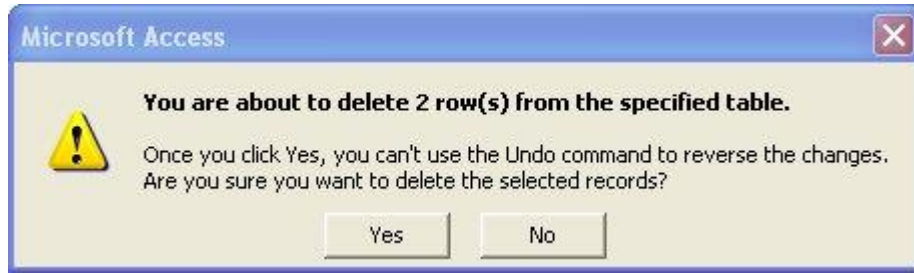 Microsoft Access
You are about to delete 2 row(s) from the specified table.
Once you click Yes, you can't use the Undo command to reverse the changes.
Are you sure you want to delete the selected records?
Yes No